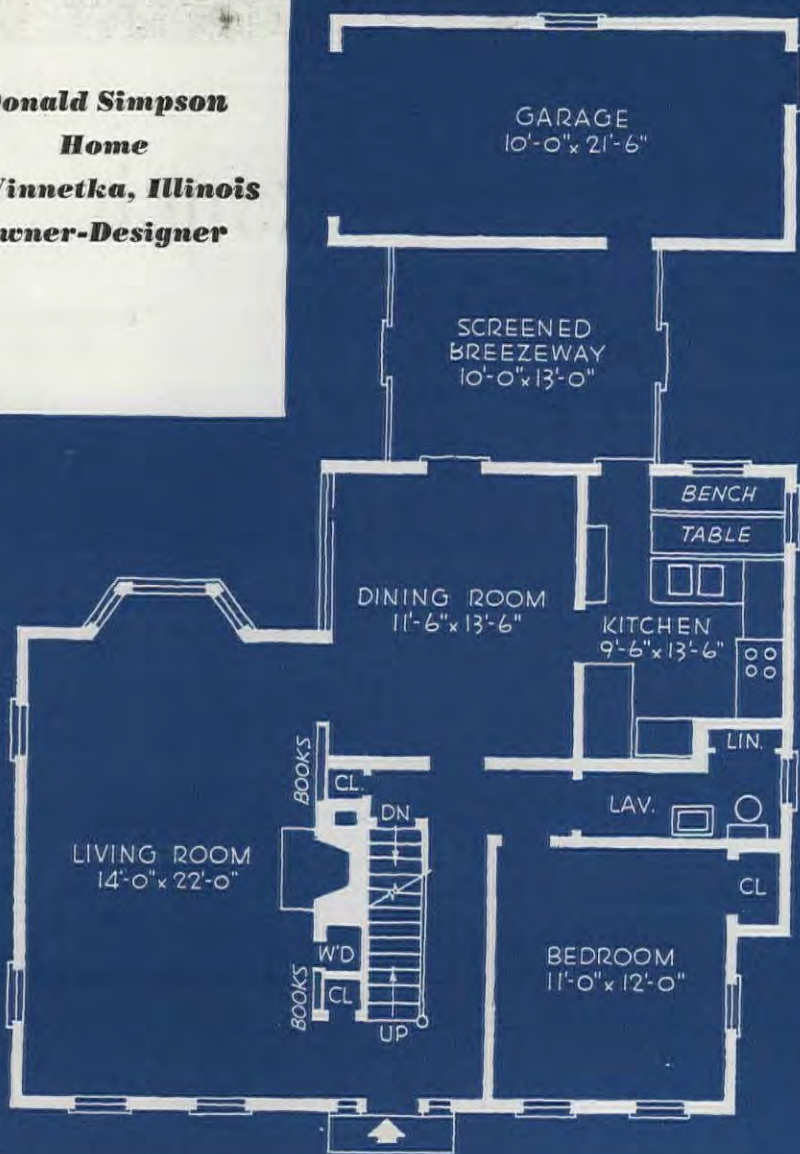 onald Simpson
Home
innetka, Illinois
wner-Designer
GARAGE
10'-0" x 21'-6"
SCREENED
BREEZEWAY
10'-0" x 13'-0"
BENCH
TABLE
DINING ROOM
11'-6" x 13'-6"
KITCHEN
9'-6" x 13'-6"
LIN.
BOOKS
CL.
DN
LAV.
LIVING ROOM
14'-0" x 22'-0"
CL
W'D
BEDROOM
11'-0" x 12'-0"
BOOKS
CL
UP